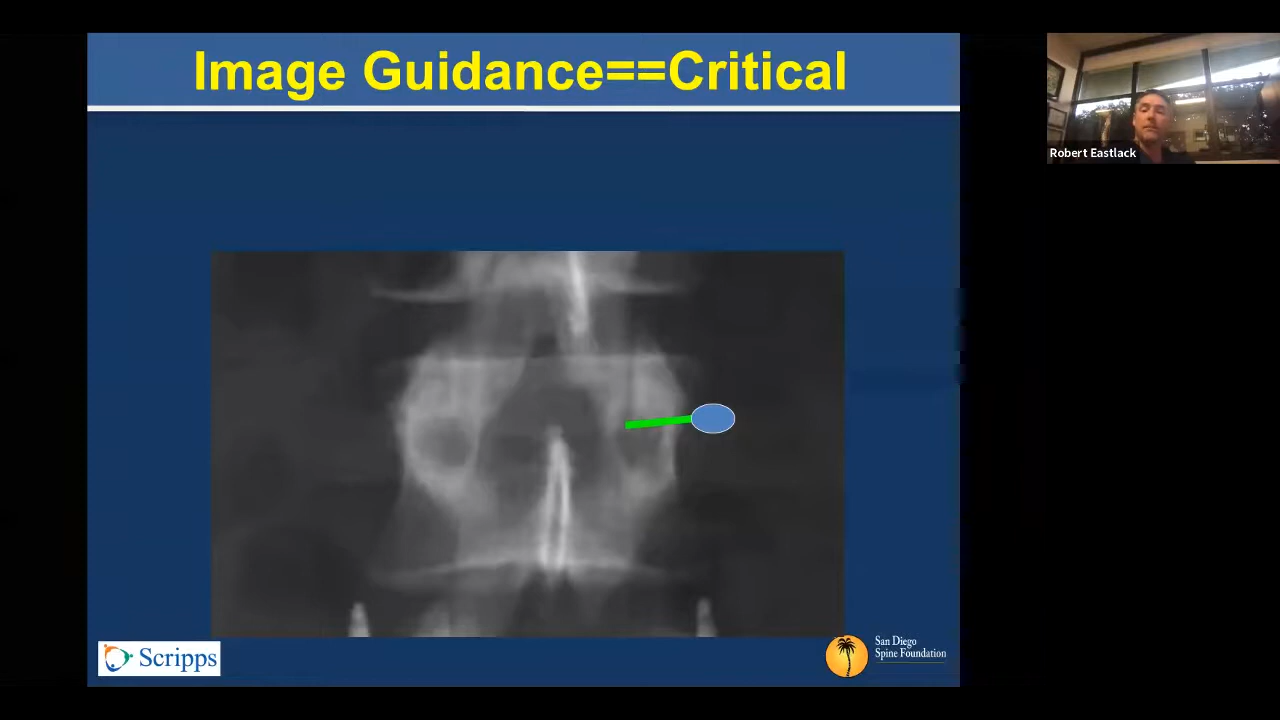 Image Guidance==Critical
Robert Eastlack
Scripps
San Diego
Spine Foundation